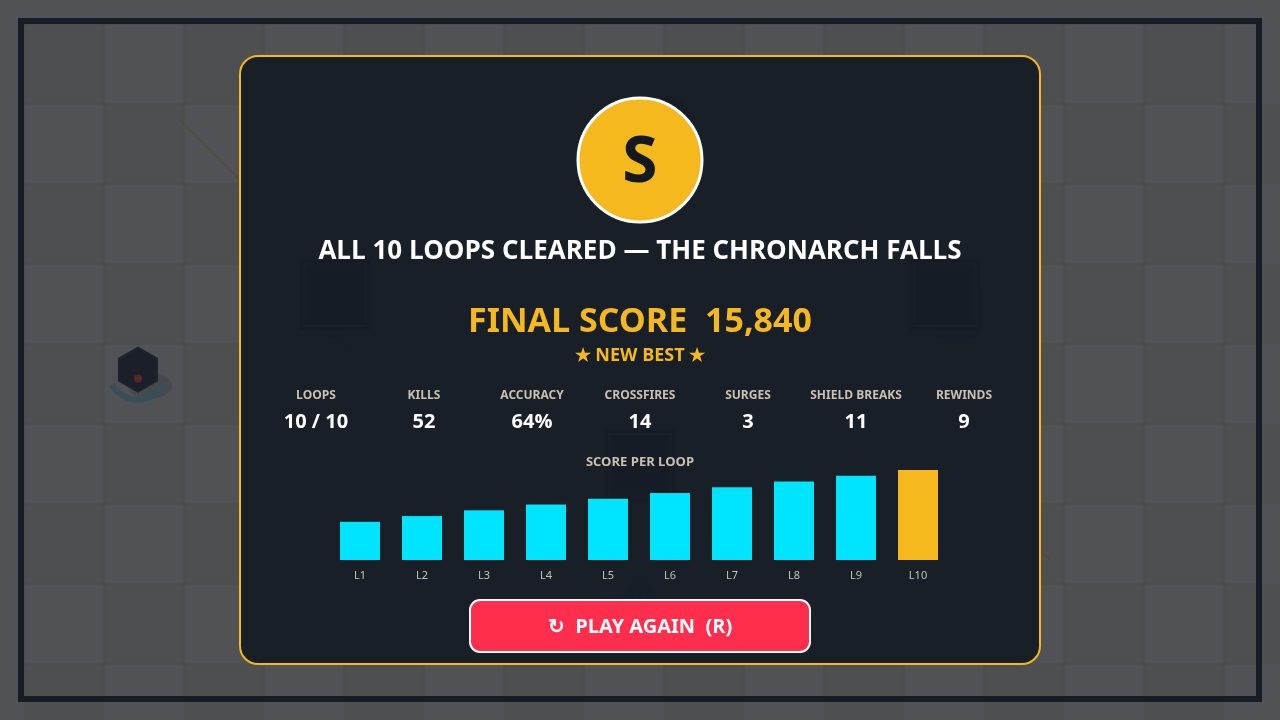 S
ALL 10 LOOPS CLEARED — THE CHRONARCH FALLS
FINAL SCORE 15,840
★ NEW BEST ★
LOOPS KILLS ACCURACY CROSSFIRES SURGES SHIELD BREAKS REWINDS
10 / 10 52 64% 14 3 11 9
SCORE PER LOOP
L1 L2 L3 L4 L5 L6 L7 L8 L9 L10
↻ PLAY AGAIN (R)